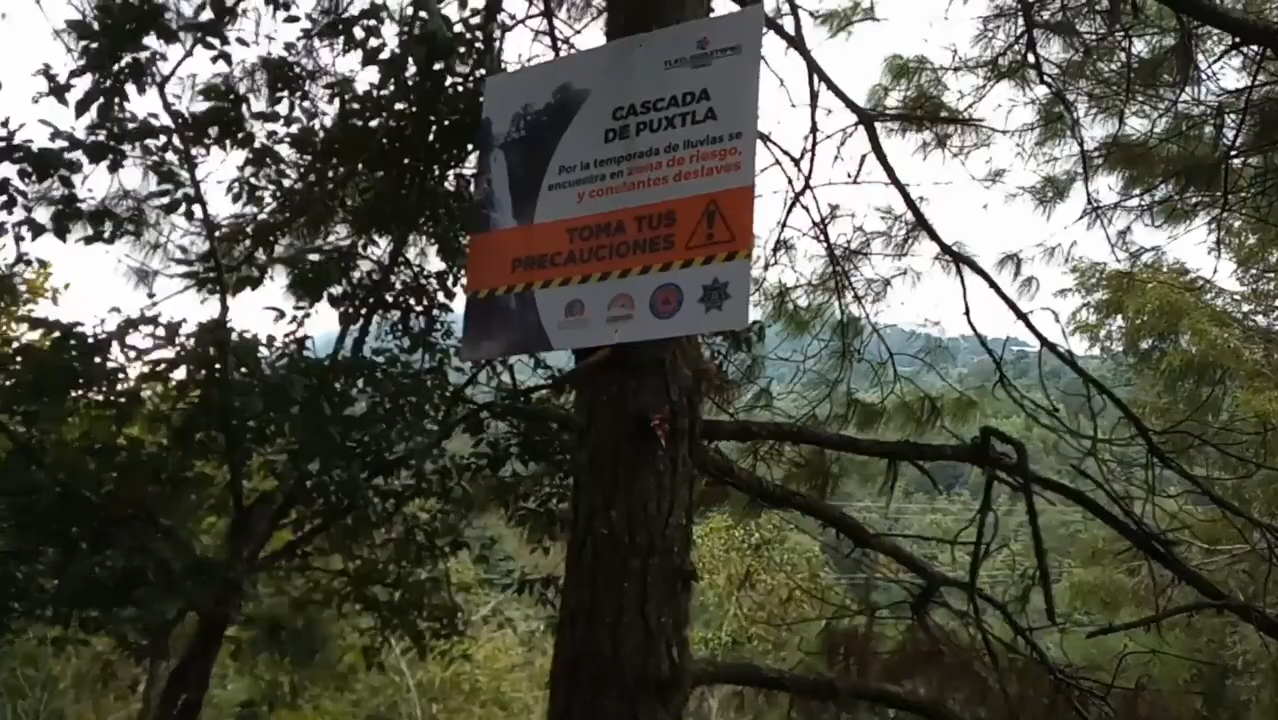 CASCADA
DE PUXTLA
Por la temporada de lluvias se
encuentra en zona de riesgo,
y constantes deslaves
TOMA TUS
PRECAUCIONES